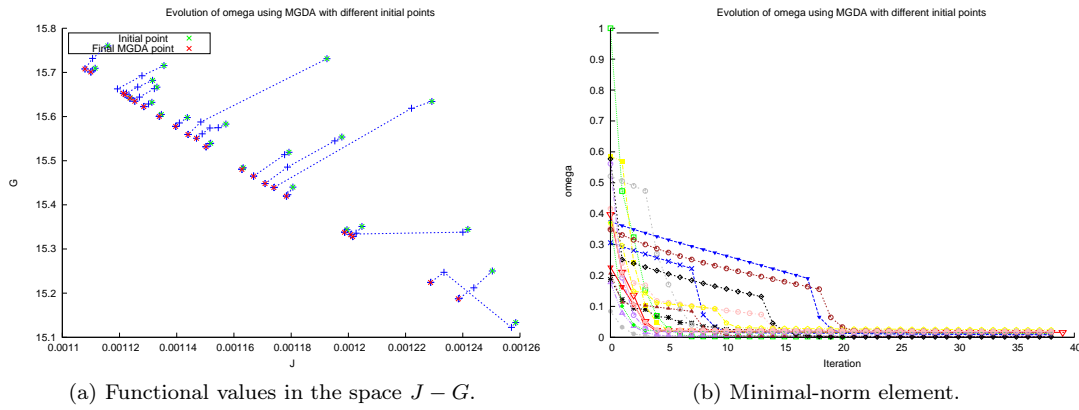 Evolution of omega using MGDA with different initial points
15.8
15.7
15.6
15.5
15.4
15.3
15.2
15.1
G
Initial point
Final MGDA point
0.00111 0.00112 0.00114 0.00116 0.00118 0.0012 0.00122 0.00124 0.00126
J
(a) Functional values in the space J − G.
Evolution of omega using MGDA with different initial points
1
0.9
0.8
0.7
0.6
0.5
0.4
0.3
0.2
0.1
0
omega
0 5 10 15 20 25 30 35 40
Iteration
(b) Minimal-norm element.